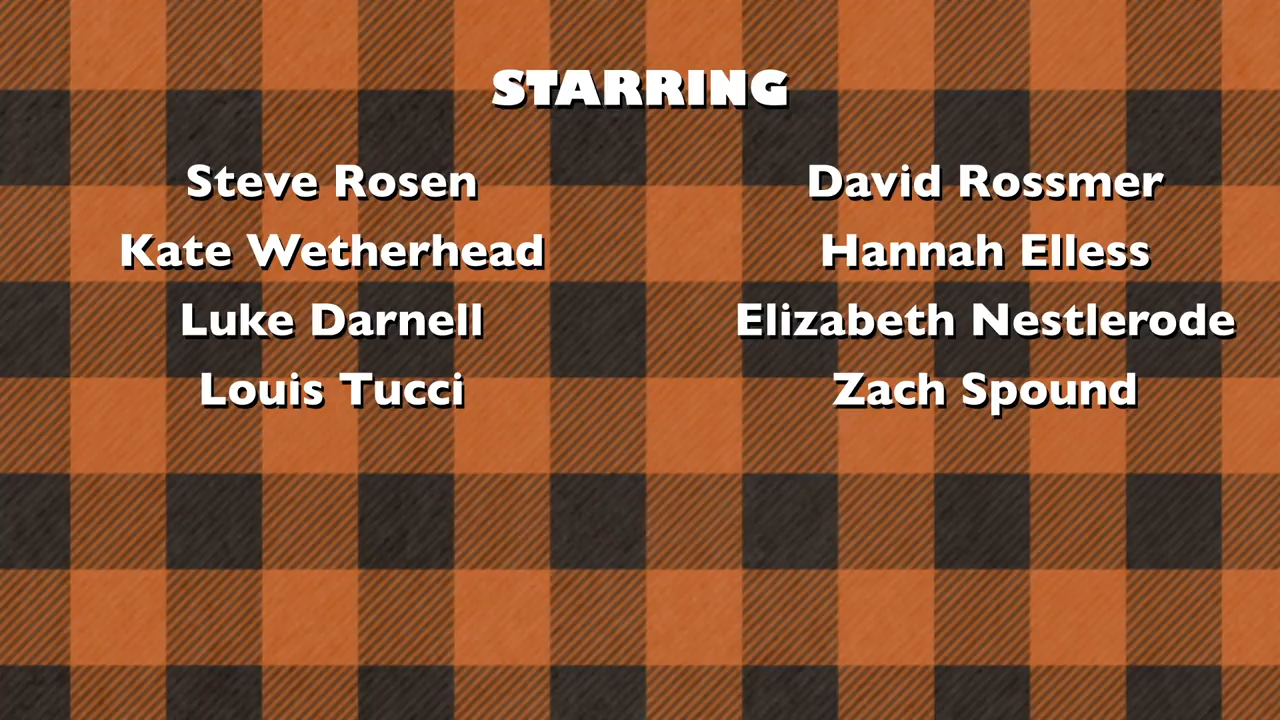 STARRING
Steve Rosen
David Rossmer
Kate Wetherhead
Hannah Elless
Luke Darnell
Elizabeth Nestlerode
Louis Tucci
Zach Spound